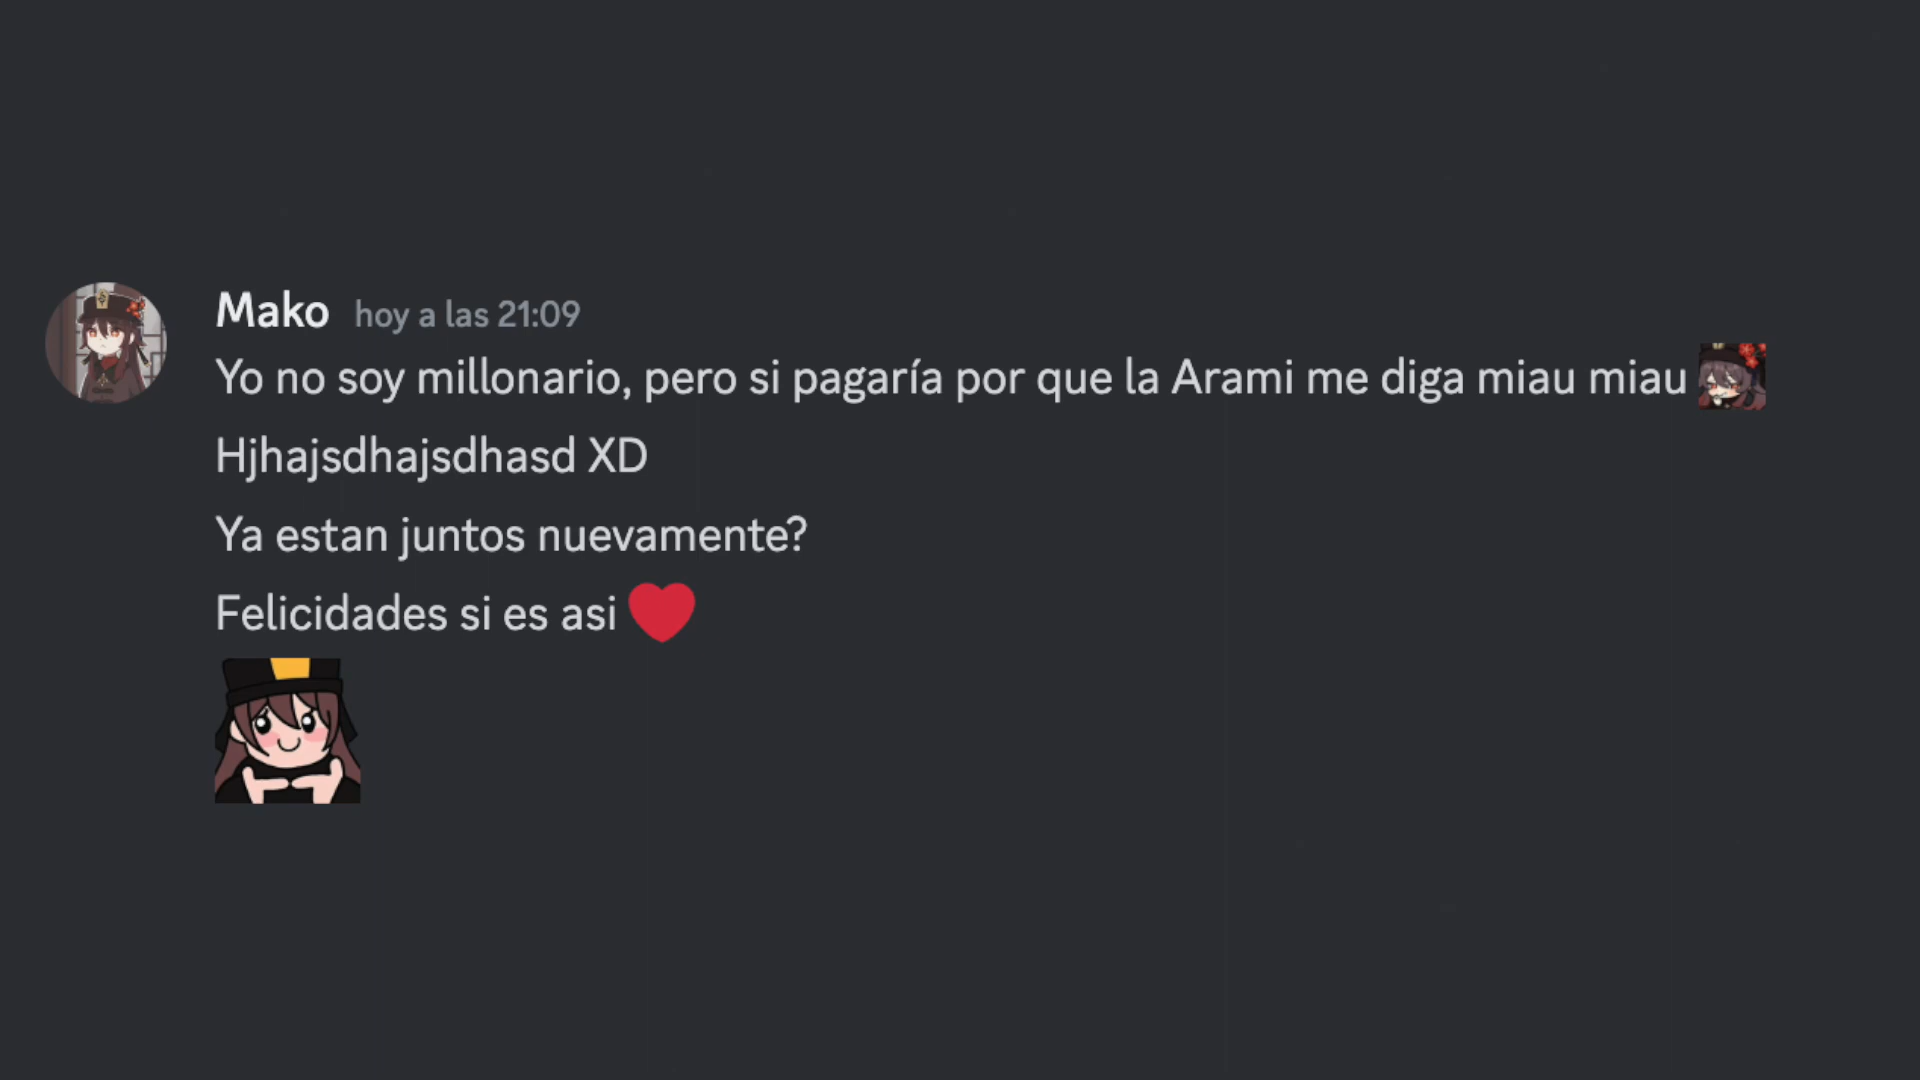 Mako hoy a las 21:09
Yo no soy millonario, pero si pagaría por que la Arami me diga miau miau
Hjhajsdhajsdhasd XD
Ya estan juntos nuevamente?
Felicidades si es asi ❤️